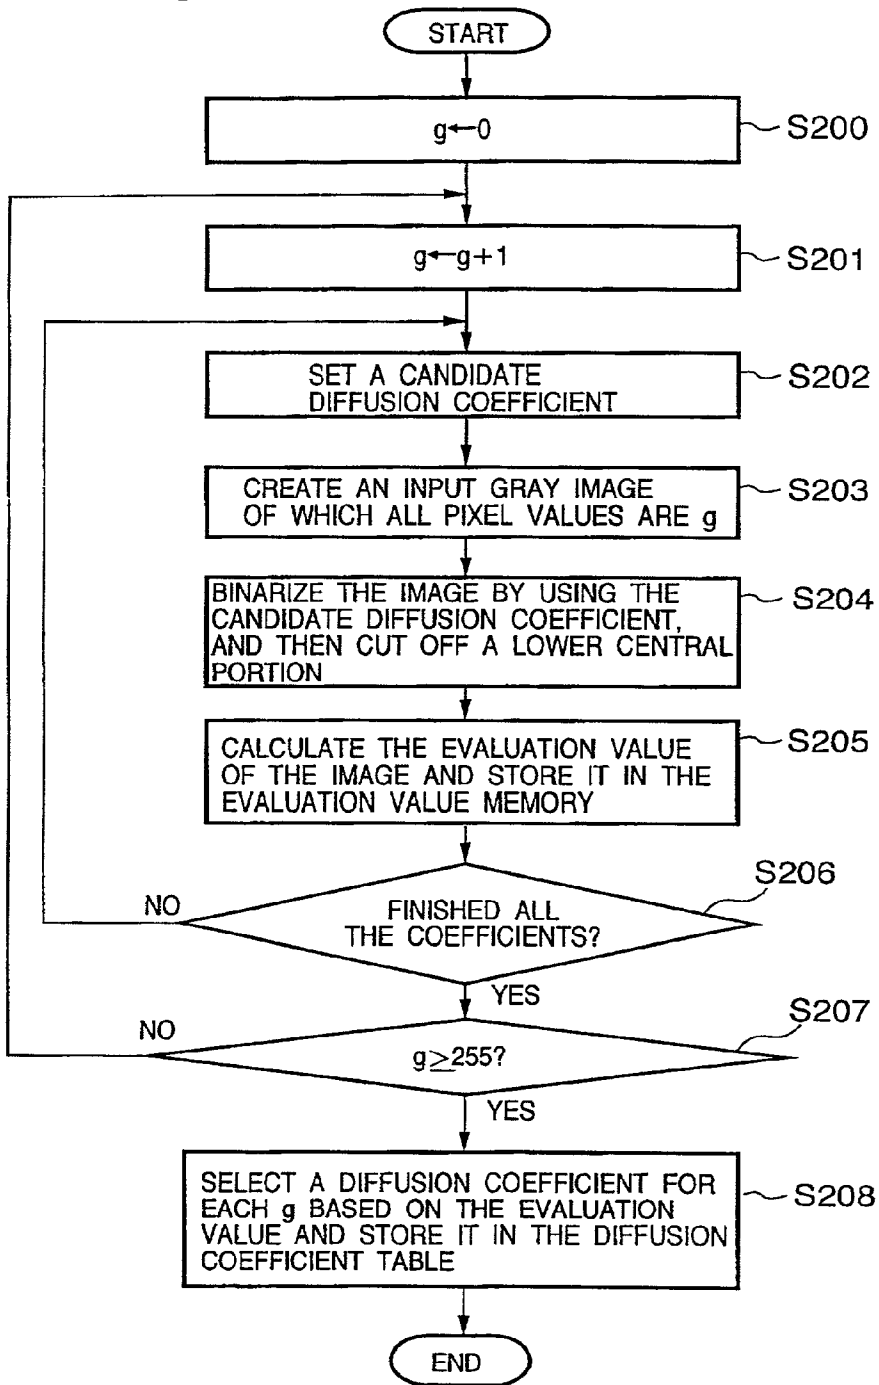 START
g←0
S200
g←g+1
S201
SET A CANDIDATE
DIFFUSION COEFFICIENT
S202
CREATE AN INPUT GRAY IMAGE
OF WHICH ALL PIXEL VALUES ARE g
S203
BINARIZE THE IMAGE BY USING THE
CANDIDATE DIFFUSION COEFFICIENT,
AND THEN CUT OFF A LOWER CENTRAL
PORTION
S204
CALCULATE THE EVALUATION VALUE
OF THE IMAGE AND STORE IT IN THE
EVALUATION VALUE MEMORY
S205
S206
NO
FINISHED ALL
THE COEFFICIENTS?
YES
S207
NO
g≥255?
YES
SELECT A DIFFUSION COEFFICIENT FOR
EACH g BASED ON THE EVALUATION
VALUE AND STORE IT IN THE DIFFUSION
COEFFICIENT TABLE
S208
END